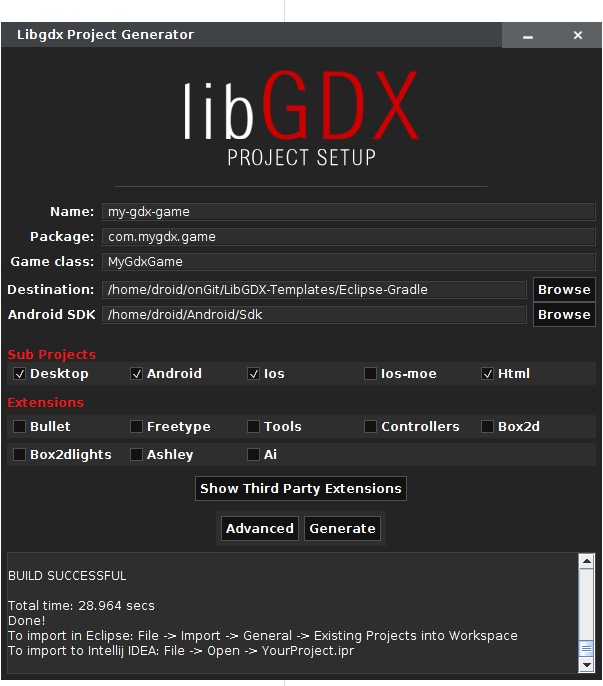 Libgdx Project Generator
libGDX
PROJECT SETUP
Name: my-gdx-game
Package: com.mygdx.game
Game class: MyGdxGame
Destination: /home/droid/onGit/LibGDX-Templates/Eclipse-Gradle Browse
Android SDK /home/droid/Android/Sdk Browse
Sub Projects
Desktop Android Ios Ios-moe Html
Extensions
Bullet Freetype Tools Controllers Box2d
Box2dlights Ashley Ai
Show Third Party Extensions
Advanced Generate
BUILD SUCCESSFUL
Total time: 28.964 secs
Done!
To import in Eclipse: File -> Import -> General -> Existing Projects into Workspace
To import to Intellij IDEA: File -> Open -> YourProject.ipr